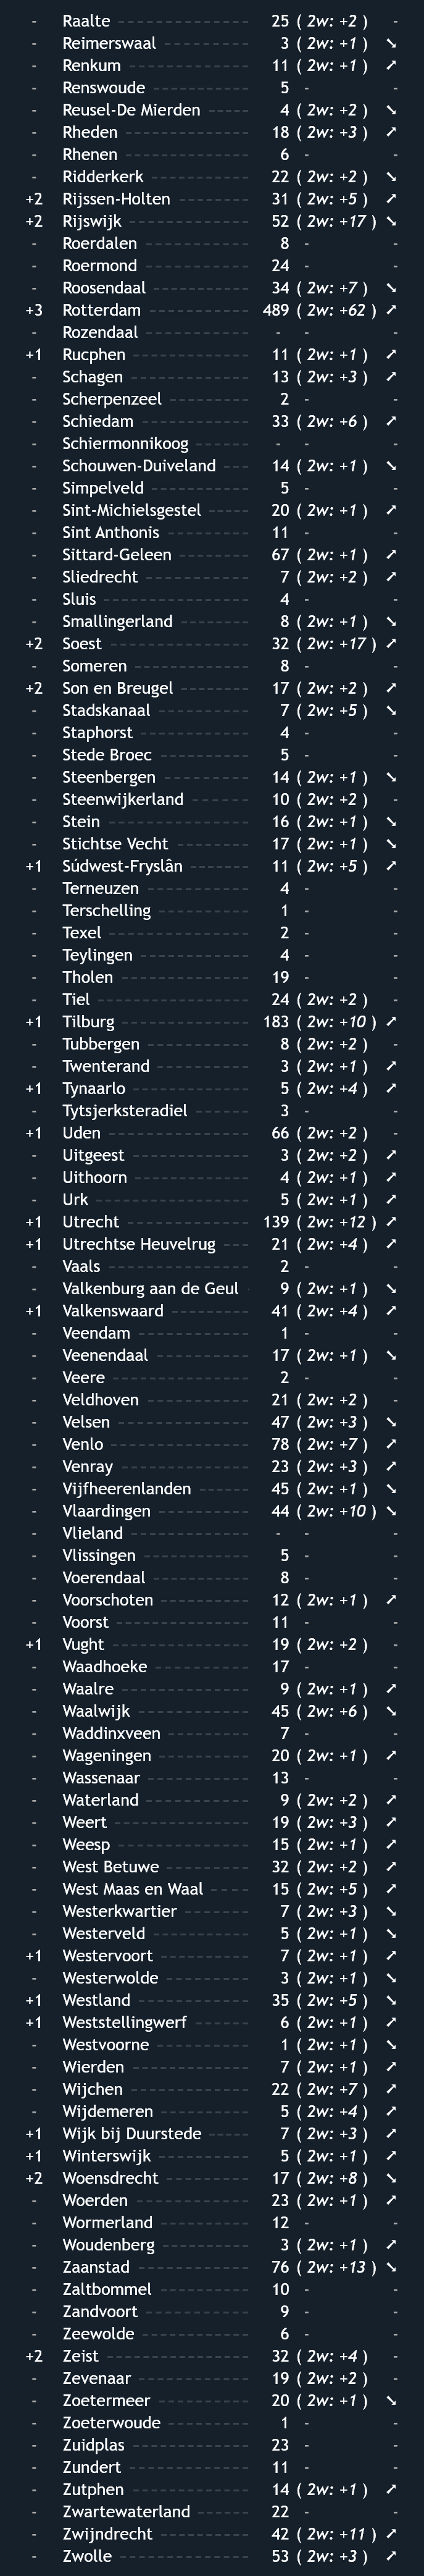 - Raalte 25 ( 2w: +2 ) -
- Reimerswaal 3 ( 2w: +1 ) ↘
- Renkum 11 ( 2w: +1 ) ↗
- Renswoude 5 - -
- Reusel-De Mierden 4 ( 2w: +2 ) ↘
- Rheden 18 ( 2w: +3 ) ↗
- Rhenen 6 - -
- Ridderkerk 22 ( 2w: +2 ) ↘
+2 Rijssen-Holten 31 ( 2w: +5 ) ↗
+2 Rijswijk 52 ( 2w: +17 ) ↘
- Roerdalen 8 - -
- Roermond 24 - -
- Roosendaal 34 ( 2w: +7 ) ↘
+3 Rotterdam 489 ( 2w: +62 ) ↗
- Rozendaal - - -
+1 Rucphen 11 ( 2w: +1 ) ↗
- Schagen 13 ( 2w: +3 ) ↗
- Scherpenzeel 2 - -
- Schiedam 33 ( 2w: +6 ) ↗
- Schiermonnikoog - - -
- Schouwen-Duiveland 14 ( 2w: +1 ) ↘
- Simpelveld 5 - -
- Sint-Michielsgestel 20 ( 2w: +1 ) ↗
- Sint Anthonis 11 - -
- Sittard-Geleen 67 ( 2w: +1 ) ↗
- Sliedrecht 7 ( 2w: +2 ) ↗
- Sluis 4 - -
- Smallingerland 8 ( 2w: +1 ) ↘
+2 Soest 32 ( 2w: +17 ) ↗
- Someren 8 - -
+2 Son en Breugel 17 ( 2w: +2 ) ↗
- Stadskanaal 7 ( 2w: +5 ) ↘
- Staphorst 4 - -
- Stede Broec 5 - -
- Steenbergen 14 ( 2w: +1 ) ↘
- Steenwijkerland 10 ( 2w: +2 ) -
- Stein 16 ( 2w: +1 ) ↘
- Stichtse Vecht 17 ( 2w: +1 ) ↘
+1 Súdwest-Fryslân 11 ( 2w: +5 ) ↗
- Terneuzen 4 - -
- Terschelling 1 - -
- Texel 2 - -
- Teylingen 4 - -
- Tholen 19 - -
- Tiel 24 ( 2w: +2 ) -
+1 Tilburg 183 ( 2w: +10 ) ↗
- Tubbergen 8 ( 2w: +2 ) -
- Twenterand 3 ( 2w: +1 ) ↗
+1 Tynaarlo 5 ( 2w: +4 ) ↗
- Tytsjerksteradiel 3 - -
+1 Uden 66 ( 2w: +2 ) -
- Uitgeest 3 ( 2w: +2 ) ↗
- Uithoorn 4 ( 2w: +1 ) ↗
- Urk 5 ( 2w: +1 ) ↗
+1 Utrecht 139 ( 2w: +12 ) ↗
+1 Utrechtse Heuvelrug 21 ( 2w: +4 ) ↗
- Vaals 2 - -
- Valkenburg aan de Geul 9 ( 2w: +1 ) ↘
+1 Valkenswaard 41 ( 2w: +4 ) ↗
- Veendam 1 - -
- Veenendaal 17 ( 2w: +1 ) ↘
- Veere 2 - -
- Veldhoven 21 ( 2w: +2 ) -
- Velsen 47 ( 2w: +3 ) ↘
- Venlo 78 ( 2w: +7 ) ↗
- Venray 23 ( 2w: +3 ) ↗
- Vijfheerenlanden 45 ( 2w: +1 ) ↘
- Vlaardingen 44 ( 2w: +10 ) ↘
- Vlieland - - -
- Vlissingen 5 - -
- Voerendaal 8 - -
- Voorschoten 12 ( 2w: +1 ) ↗
- Voorst 11 - -
+1 Vught 19 ( 2w: +2 ) -
- Waadhoeke 17 - -
- Waalre 9 ( 2w: +1 ) ↗
- Waalwijk 45 ( 2w: +6 ) ↘
- Waddinxveen 7 - -
- Wageningen 20 ( 2w: +1 ) ↗
- Wassenaar 13 - -
- Waterland 9 ( 2w: +2 ) ↗
- Weert 19 ( 2w: +3 ) ↗
- Weesp 15 ( 2w: +1 ) ↗
- West Betuwe 32 ( 2w: +2 ) ↗
- West Maas en Waal 15 ( 2w: +5 ) ↗
- Westerkwartier 7 ( 2w: +3 ) ↘
- Westerveld 5 ( 2w: +1 ) ↘
+1 Westervoort 7 ( 2w: +1 ) ↗
- Westerwolde 3 ( 2w: +1 ) ↘
+1 Westland 35 ( 2w: +5 ) ↘
+1 Weststellingwerf 6 ( 2w: +1 ) ↗
- Westvoorne 1 ( 2w: +1 ) ↘
- Wierden 7 ( 2w: +1 ) ↗
- Wijchen 22 ( 2w: +7 ) ↗
- Wijdemeren 5 ( 2w: +4 ) ↗
+1 Wijk bij Duurstede 7 ( 2w: +3 ) ↗
+1 Winterswijk 5 ( 2w: +1 ) ↗
+2 Woensdrecht 17 ( 2w: +8 ) ↘
- Woerden 23 ( 2w: +1 ) ↗
- Wormerland 12 - -
- Woudenberg 3 ( 2w: +1 ) ↗
- Zaanstad 76 ( 2w: +13 ) ↘
- Zaltbommel 10 - -
- Zandvoort 9 - -
- Zeewolde 6 - -
+2 Zeist 32 ( 2w: +4 ) -
- Zevenaar 19 ( 2w: +2 ) -
- Zoetermeer 20 ( 2w: +1 ) ↘
- Zoeterwoude 1 - -
- Zuidplas 23 - -
- Zundert 11 - -
- Zutphen 14 ( 2w: +1 ) ↗
- Zwartewaterland 22 - -
- Zwijndrecht 42 ( 2w: +11 ) ↗
- Zwolle 53 ( 2w: +3 ) ↗